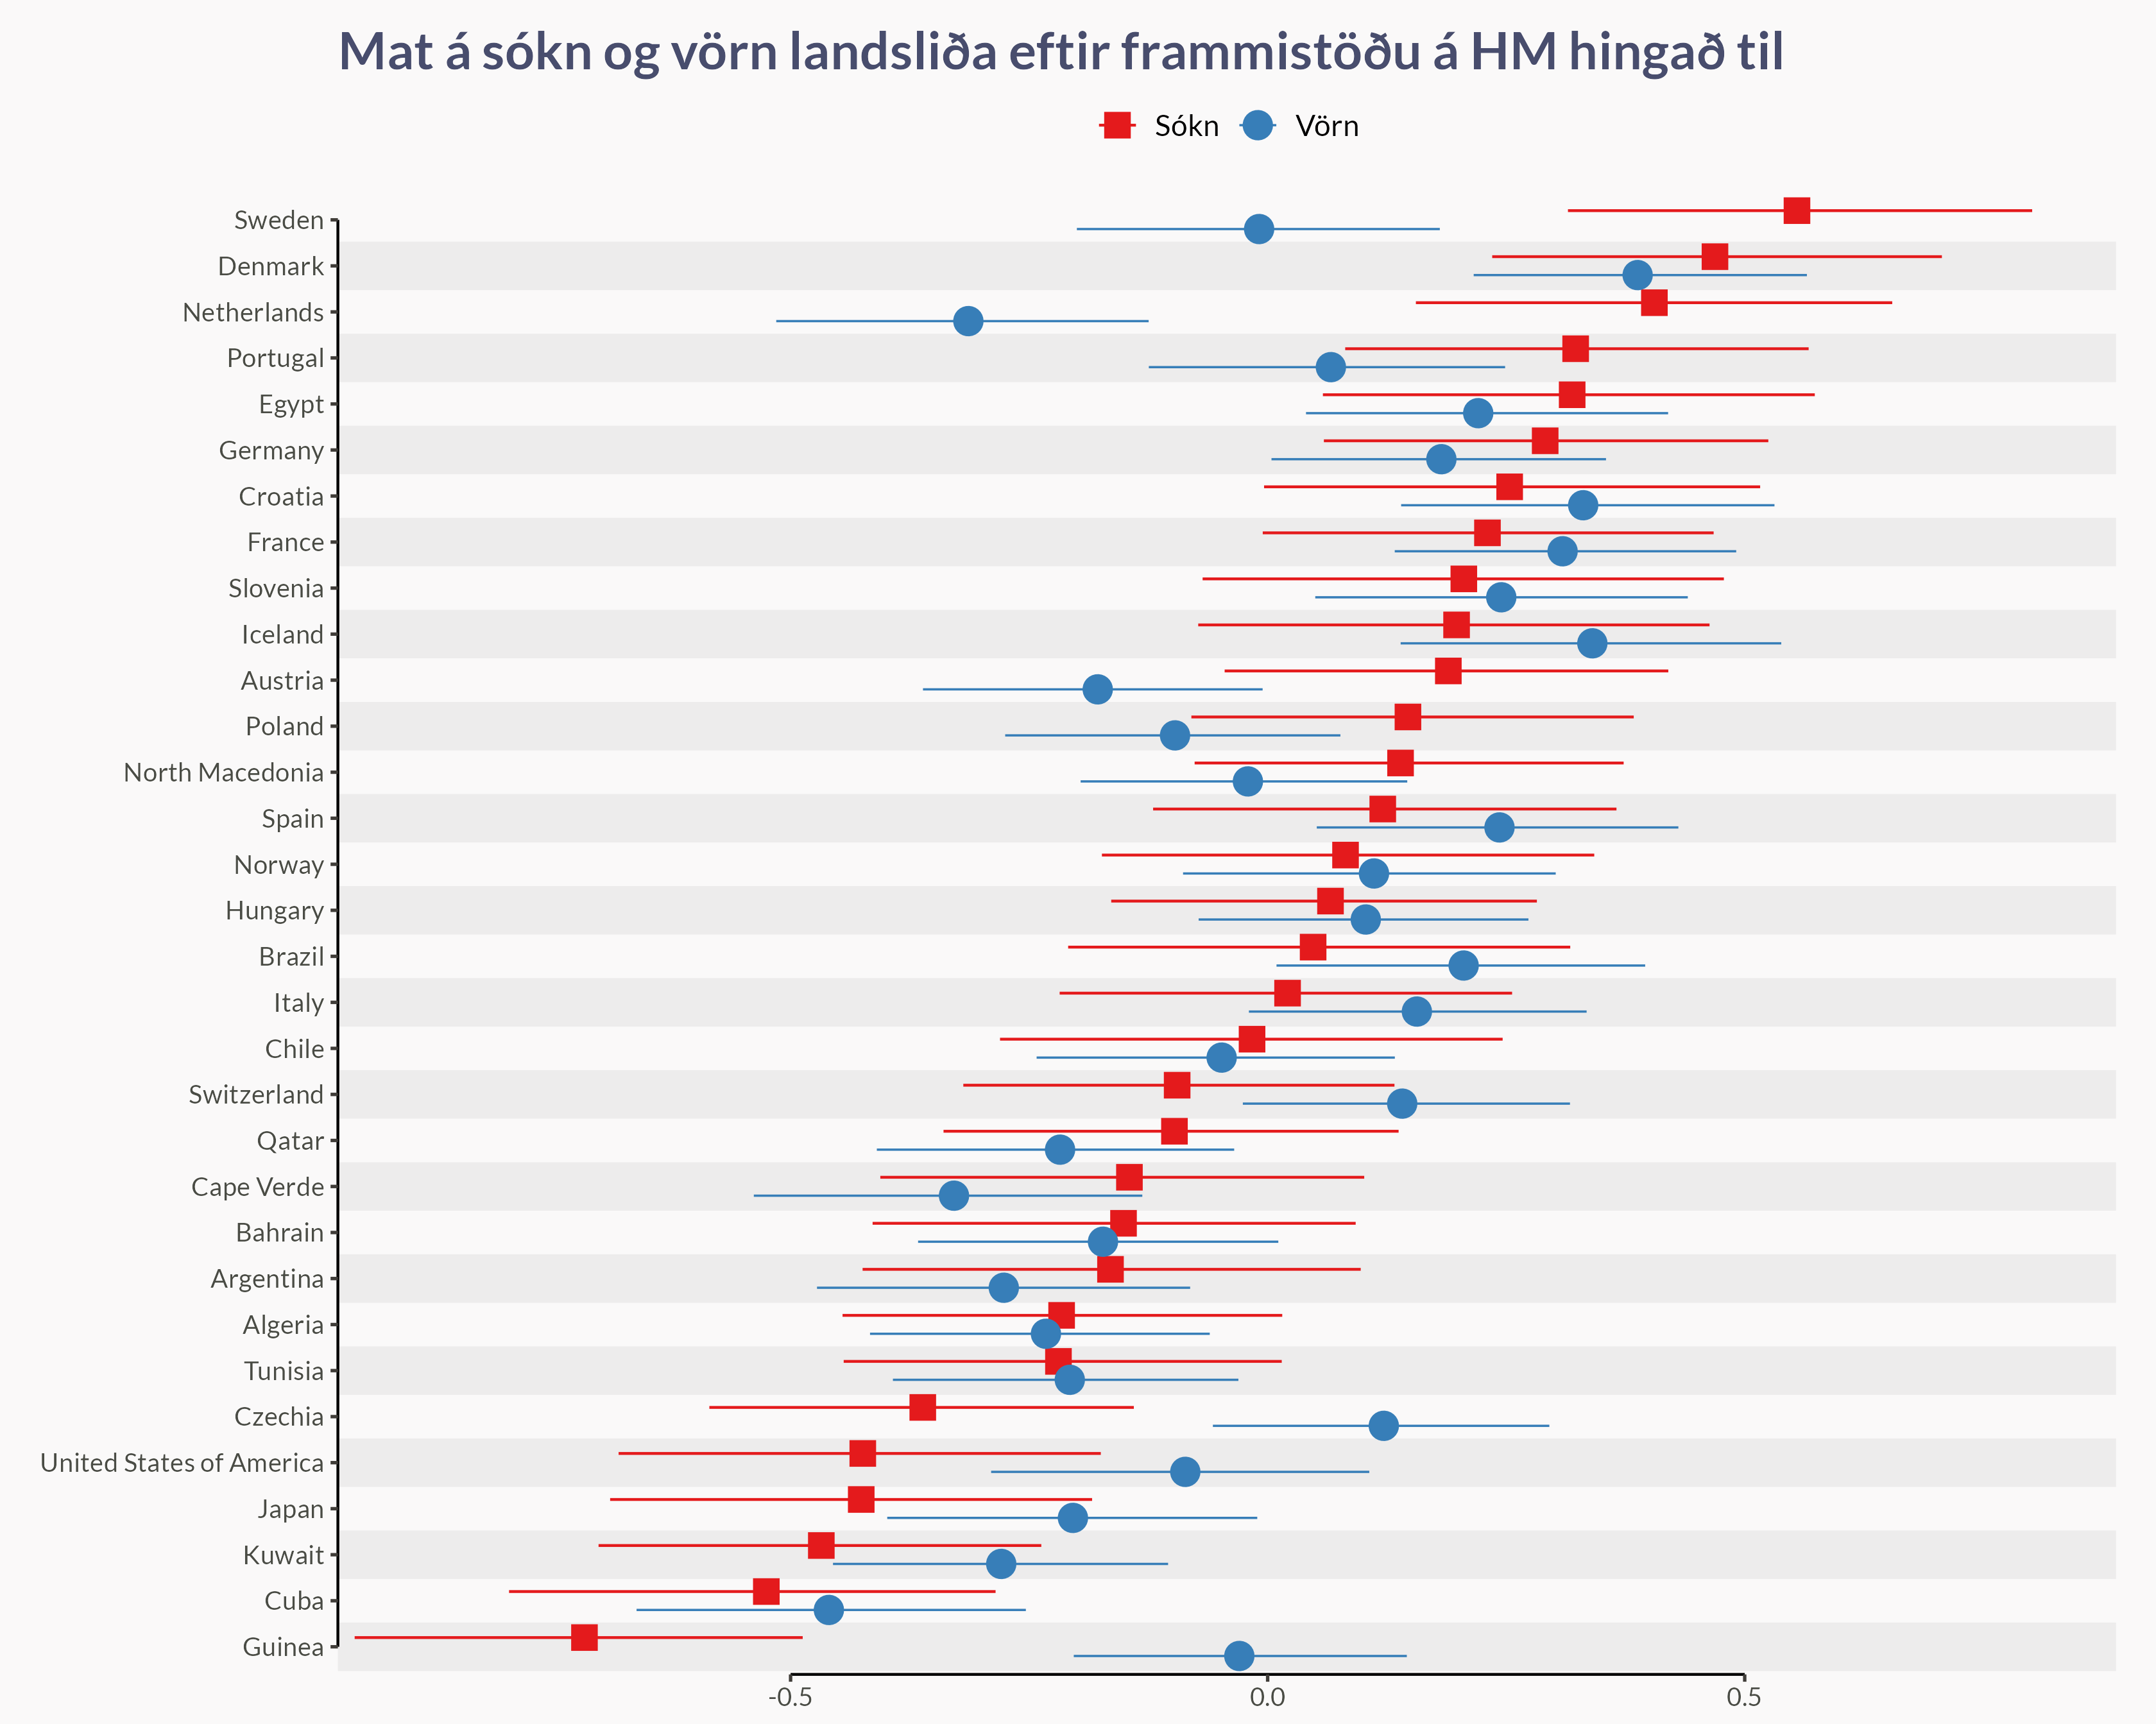 Mat á sókn og vörn landsliða eftir frammistöðu á HM hingað til
Sókn Vörn
Sweden
Denmark
Netherlands
Portugal
Egypt
Germany
Croatia
France
Slovenia
Iceland
Austria
Poland
North Macedonia
Spain
Norway
Hungary
Brazil
Italy
Chile
Switzerland
Qatar
Cape Verde
Bahrain
Argentina
Algeria
Tunisia
Czechia
United States of America
Japan
Kuwait
Cuba
Guinea
-0.5 0.0 0.5